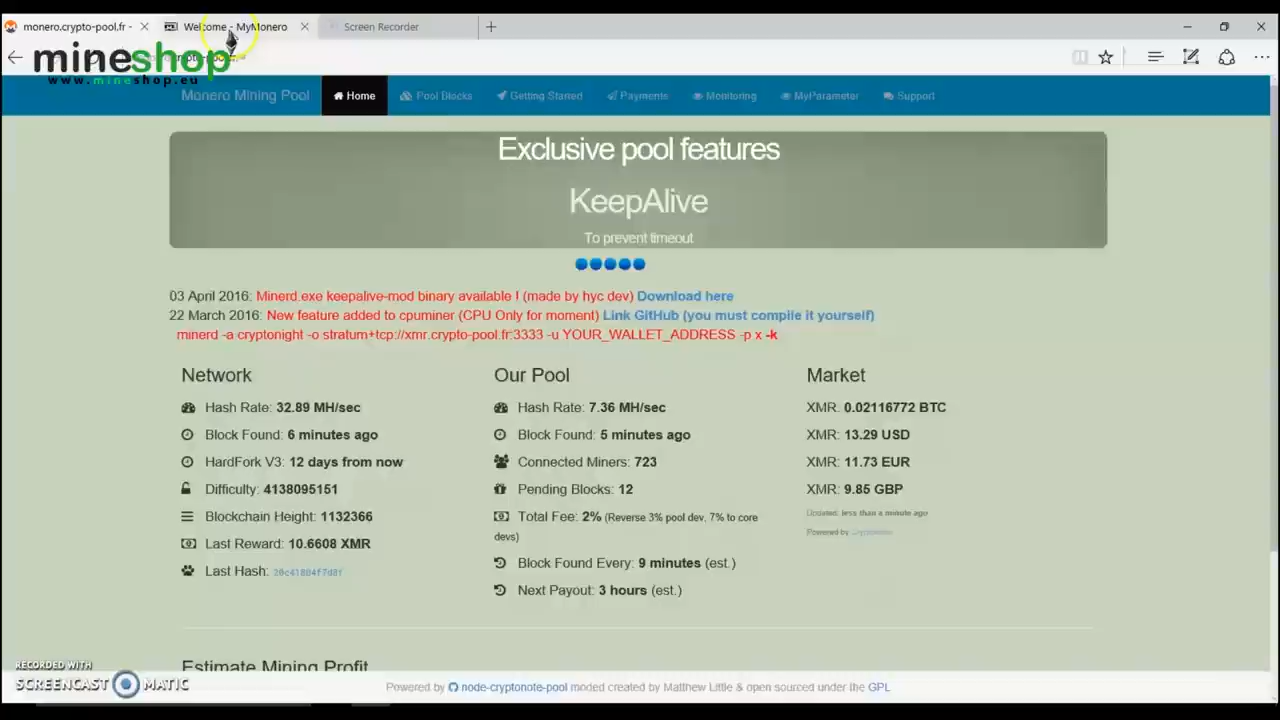 monero.crypto-pool.fr -
Welcome - MyMonero
Screen Recorder
mineshop
www.mineshop.eu
Monero Mining Pool
Home
Pool Blocks
Getting Started
Payments
Monitoring
MyParameter
Support
Exclusive pool features
KeepAlive
To prevent timeout
03 April 2016: Minerd.exe keepalive-mod binary available ! (made by hyc dev) Download here
22 March 2016: New feature added to cpuminer (CPU Only for moment) Link GitHub (you must compile it yourself)
minerd -a cryptonight -o stratum+tcp://xmr.crypto-pool.fr:3333 -u YOUR_WALLET_ADDRESS -p x -k
Network
Hash Rate: 32.89 MH/sec
Block Found: 6 minutes ago
HardFork V3: 12 days from now
Difficulty: 4138095151
Blockchain Height: 1132366
Last Reward: 10.6608 XMR
Last Hash:
Our Pool
Hash Rate: 7.36 MH/sec
Block Found: 5 minutes ago
Connected Miners: 723
Pending Blocks: 12
Total Fee: 2% (Reverse 3% pool dev, 7% to core
devs)
Block Found Every: 9 minutes (est.)
Next Payout: 3 hours (est.)
Market
XMR: 0.02116772 BTC
XMR: 13.29 USD
XMR: 11.73 EUR
XMR: 9.85 GBP
Updated: less than a minute ago
Powered by
Estimate Mining Profit
RECORDED WITH
SCREENCAST MATIC
Powered by node-cryptonote-pool moded created by Matthew Little & open sourced under the GPL